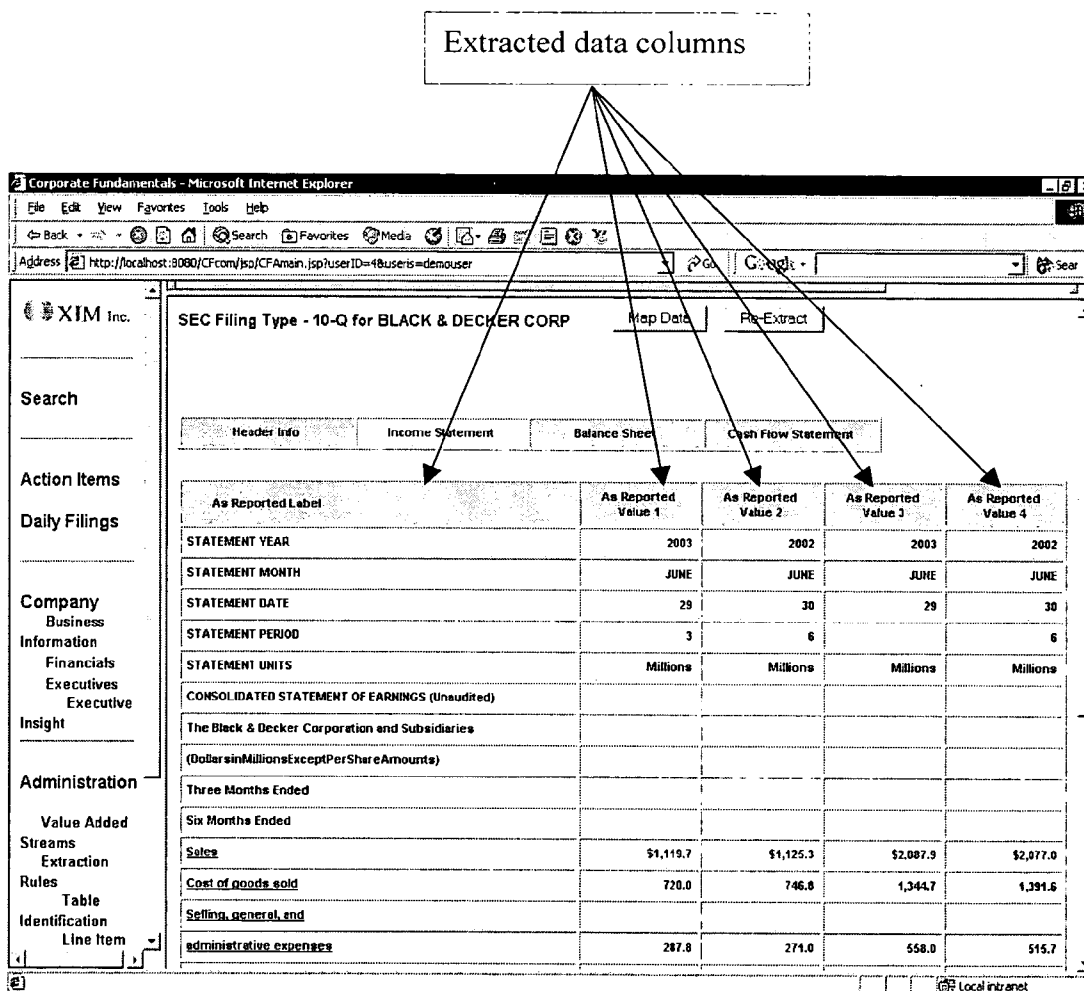 Extracted data columns
Corporate Fundamentals - Microsoft Internet Explorer
File Edit View Favorites Tools Help
Back Search Favorites Media
Address http://localhost:8080/CFcom/jsp/CFAmain.jsp?userID=4&useris=demouser Go Google Sear
XIM Inc.
SEC Filing Type - 10-Q for BLACK & DECKER CORP Map Data Re-Extract
Search
Header Info Income Statement Balance Sheet Cash Flow Statement
Action Items
Daily Filings
Company
Business
Information
Financials
Executives
Executive
Insight
Administration
Value Added
Streams
Extraction
Rules
Table
Identification
Line Item
As Reported Label As Reported Value 1 As Reported Value 2 As Reported Value 3 As Reported Value 4
STATEMENT YEAR 2003 2002 2003 2002
STATEMENT MONTH JUNE JUNE JUNE JUNE
STATEMENT DATE 29 30 29 30
STATEMENT PERIOD 3 6 6
STATEMENT UNITS Millions Millions Millions Millions
CONSOLIDATED STATEMENT OF EARNINGS (Unaudited)
The Black & Decker Corporation and Subsidiaries
(DollarsinMillionsExceptPerShareAmounts)
Three Months Ended
Six Months Ended
Sales $1,119.7 $1,125.3 $2,087.9 $2,077.0
Cost of goods sold 720.0 746.8 1,344.7 1,391.6
Selling, general, and
administrative expenses 287.8 271.0 558.0 515.7
Local intranet